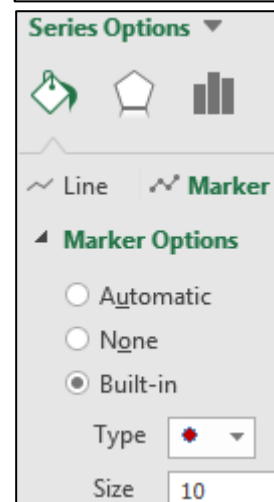 Series Options
Line Marker
Marker Options
Automatic
None
Built-in
Type
Size 10